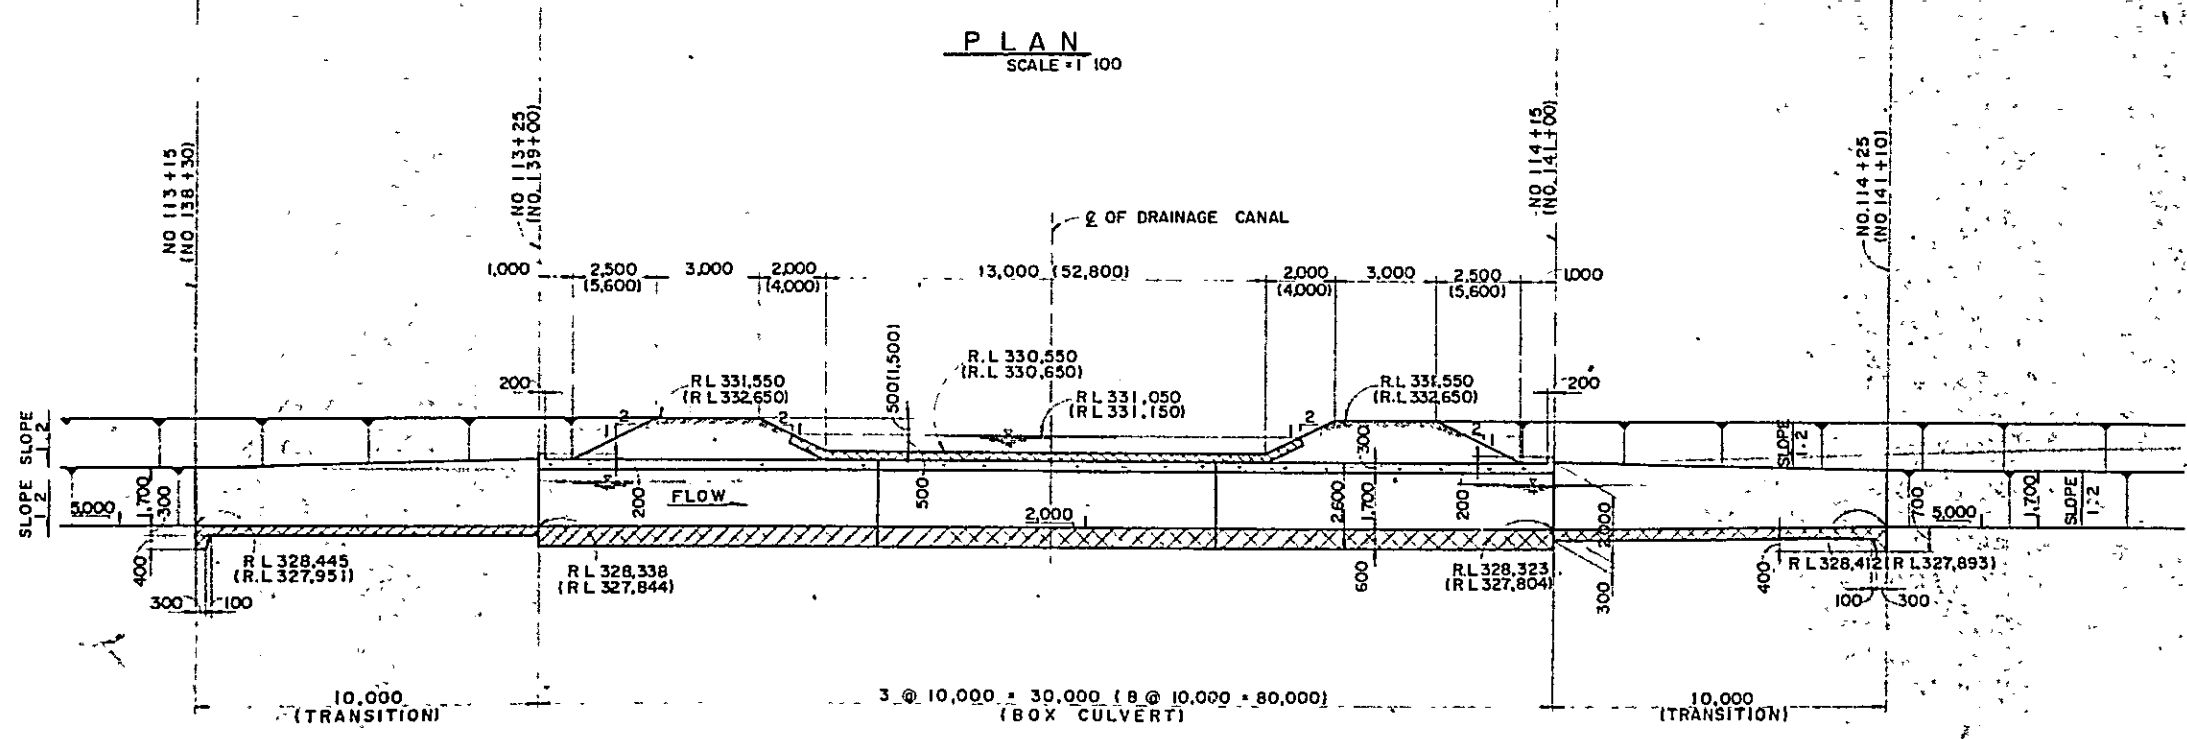 PLAN
SCALE=1 100
NO 113+15
(NO 138+30)
NO 113+25
(NO. 139+00)
NO 114+15
(NO. 141+00)
NO. 114+25
(NO 141+10)
℄ OF DRAINAGE CANAL
1,000
2,500
(5,600)
3,000
2,000
(4,000)
13,000 (52,800)
2,000
(4,000)
3,000
2,500
(5,600)
1,000
200
R L 331,550
(R L 332,650)
500(1,500)
R.L 330,550
(R.L 330,650)
R L 331,050
(R L 331,150)
R.L 331,550
(R.L 332,650)
200
SLOPE
1 2
SLOPE
1 2
2
1
2
1
2
1
2
1
SLOPE
1:2
SLOPE
1:2
5,000
1,700
300
200
FLOW
500
2,000
2,600
300
1,700
200
2,000
700
5,000
1,700
400
R L 328,445
(R.L 327,951)
300
100
R L 328,338
(R L 327,844)
600
R.L 328,323
(R L 327,804)
300
400
R L 328,412 (R L 327,893)
100
300
10,000
(TRANSITION)
3 @ 10,000 = 30,000 (8 @ 10,000 = 80,000)
(BOX CULVERT)
10,000
(TRANSITION)